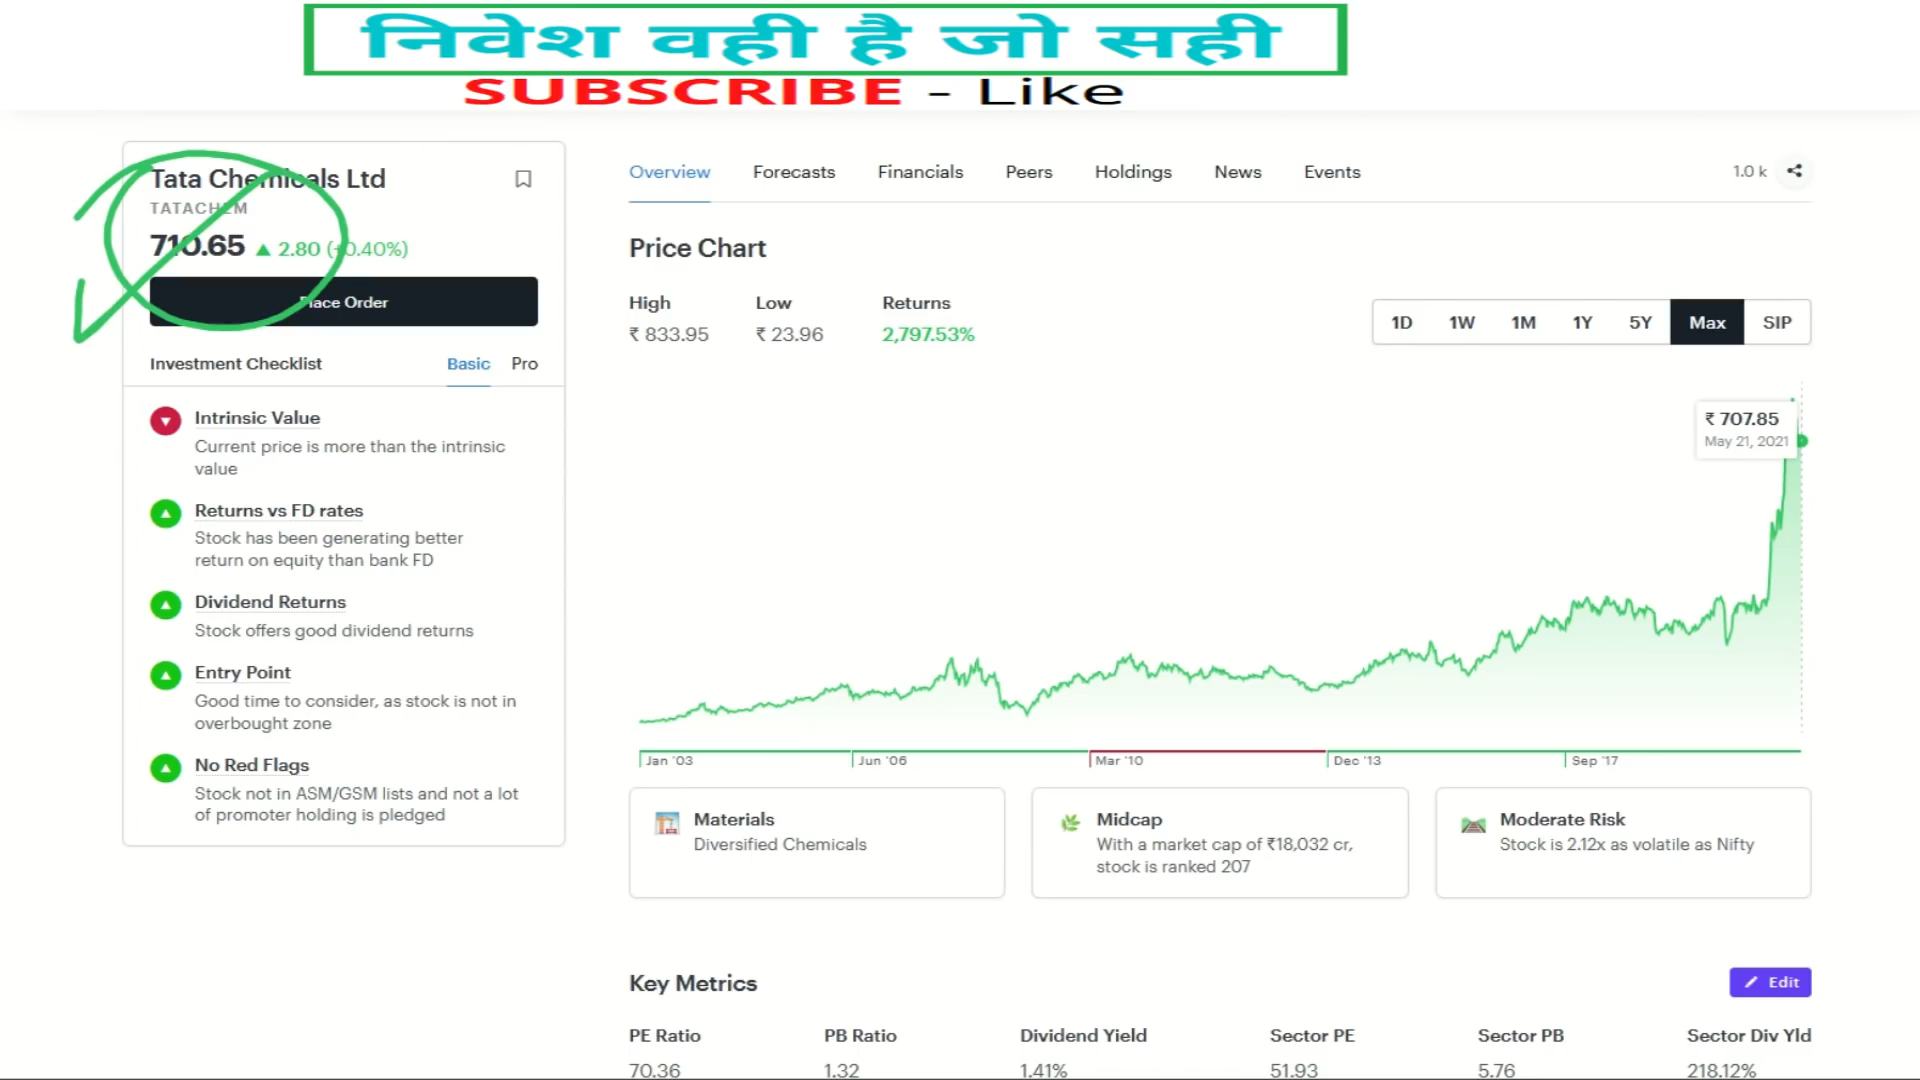 निवेश वही है जो सही
SUBSCRIBE - Like
Tata Chemicals Ltd
TATACHEM
710.65 ▲ 2.80 (+0.40%)
Place Order
Investment Checklist Basic Pro
Intrinsic Value
Current price is more than the intrinsic
value
Returns vs FD rates
Stock has been generating better
return on equity than bank FD
Dividend Returns
Stock offers good dividend returns
Entry Point
Good time to consider, as stock is not in
overbought zone
No Red Flags
Stock not in ASM/GSM lists and not a lot
of promoter holding is pledged
Overview Forecasts Financials Peers Holdings News Events 1.0 k
Price Chart
High Low Returns
₹ 833.95 ₹ 23.96 2,797.53%
1D 1W 1M 1Y 5Y Max SIP
₹ 707.85
May 21, 2021
Jan '03 Jun '06 Mar '10 Dec '13 Sep '17
Materials
Diversified Chemicals
Midcap
With a market cap of ₹18,032 cr,
stock is ranked 207
Moderate Risk
Stock is 2.12x as volatile as Nifty
Key Metrics Edit
PE Ratio PB Ratio Dividend Yield Sector PE Sector PB Sector Div Yld
70.36 1.32 1.41% 51.93 5.76 218.12%